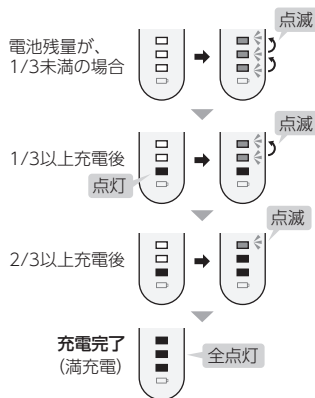 点滅
電池残量が、
1/3未満の場合
点滅
1/3以上充電後
点灯
点滅
2/3以上充電後
充電完了
(満充電)
全点灯